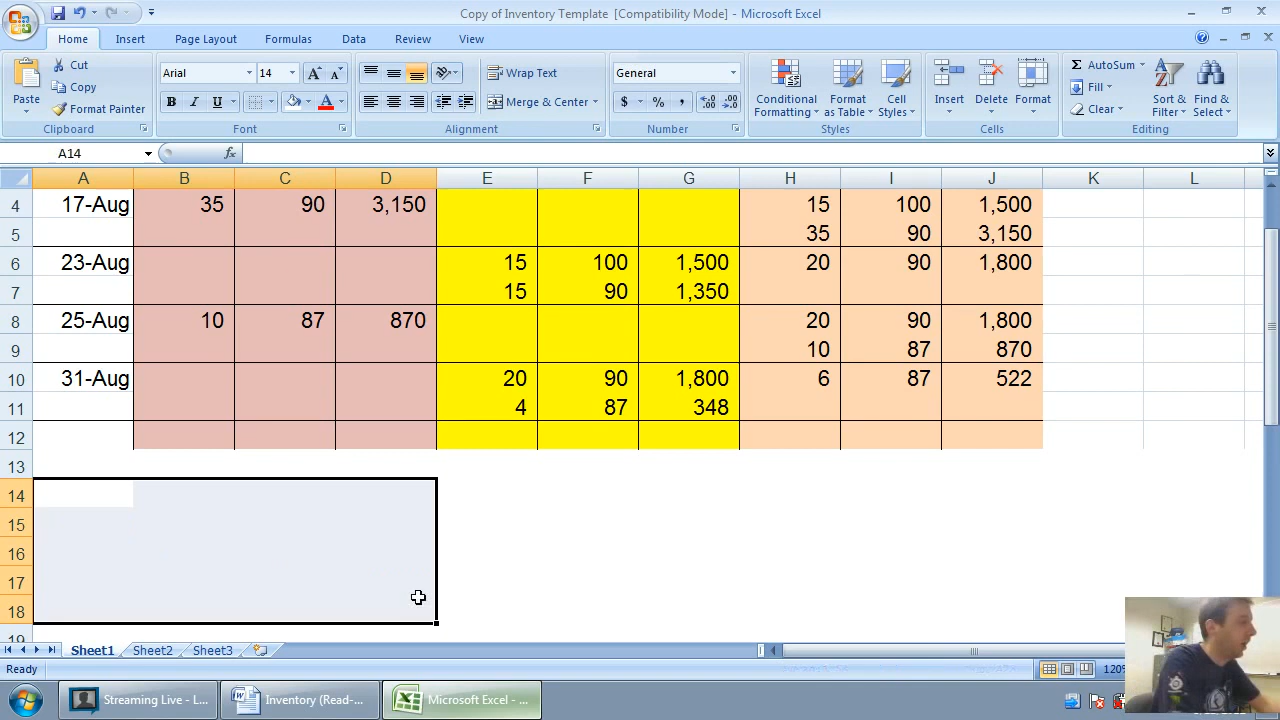 Copy of Inventory Template [Compatibility Mode] - Microsoft Excel
Home Insert Page Layout Formulas Data Review View
Cut
Copy
Format Painter
Paste
Clipboard
Arial 14
B I U
Font
Wrap Text
Merge & Center
Alignment
General
$ % ,
Number
Conditional Formatting
Format as Table
Cell Styles
Styles
Insert Delete Format
Cells
AutoSum
Fill
Clear
Sort & Filter
Find & Select
Editing
A14 fx
A B C D E F G H I J K L
4 17-Aug 35 90 3,150 15 100 1,500
5 35 90 3,150
6 23-Aug 15 100 1,500 20 90 1,800
7 15 90 1,350
8 25-Aug 10 87 870 20 90 1,800
9 10 87 870
10 31-Aug 20 90 1,800 6 87 522
11 4 87 348
12
13
14
15
16
17
18
19
Sheet1 Sheet2 Sheet3
Ready 120%
Streaming Live - L... Inventory (Read-... Microsoft Excel - ...